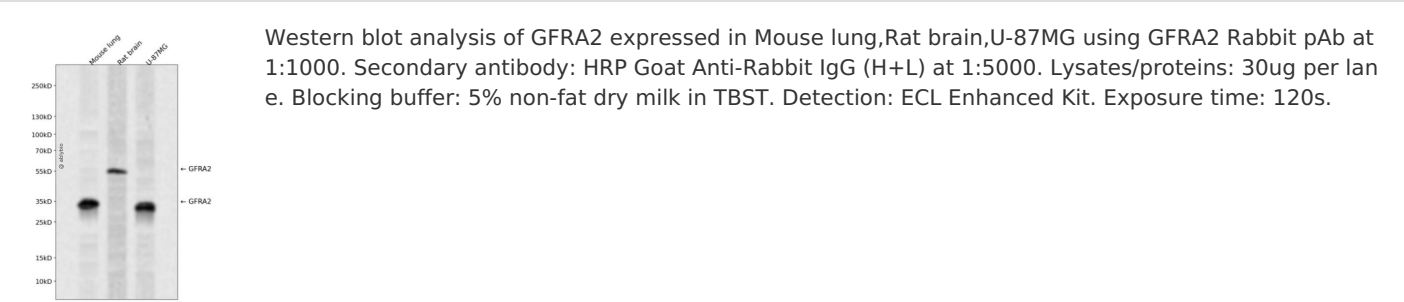 Mouse lung
Rat brain
U-87MG
250kD
130kD
100kD
70kD
55kD
35kD
25kD
15kD
10kD
© ablybio
← GFRA2
← GFRA2
Western blot analysis of GFRA2 expressed in Mouse lung,Rat brain,U-87MG using GFRA2 Rabbit pAb at
1:1000. Secondary antibody: HRP Goat Anti-Rabbit IgG (H+L) at 1:5000. Lysates/proteins: 30ug per lan
e. Blocking buffer: 5% non-fat dry milk in TBST. Detection: ECL Enhanced Kit. Exposure time: 120s.